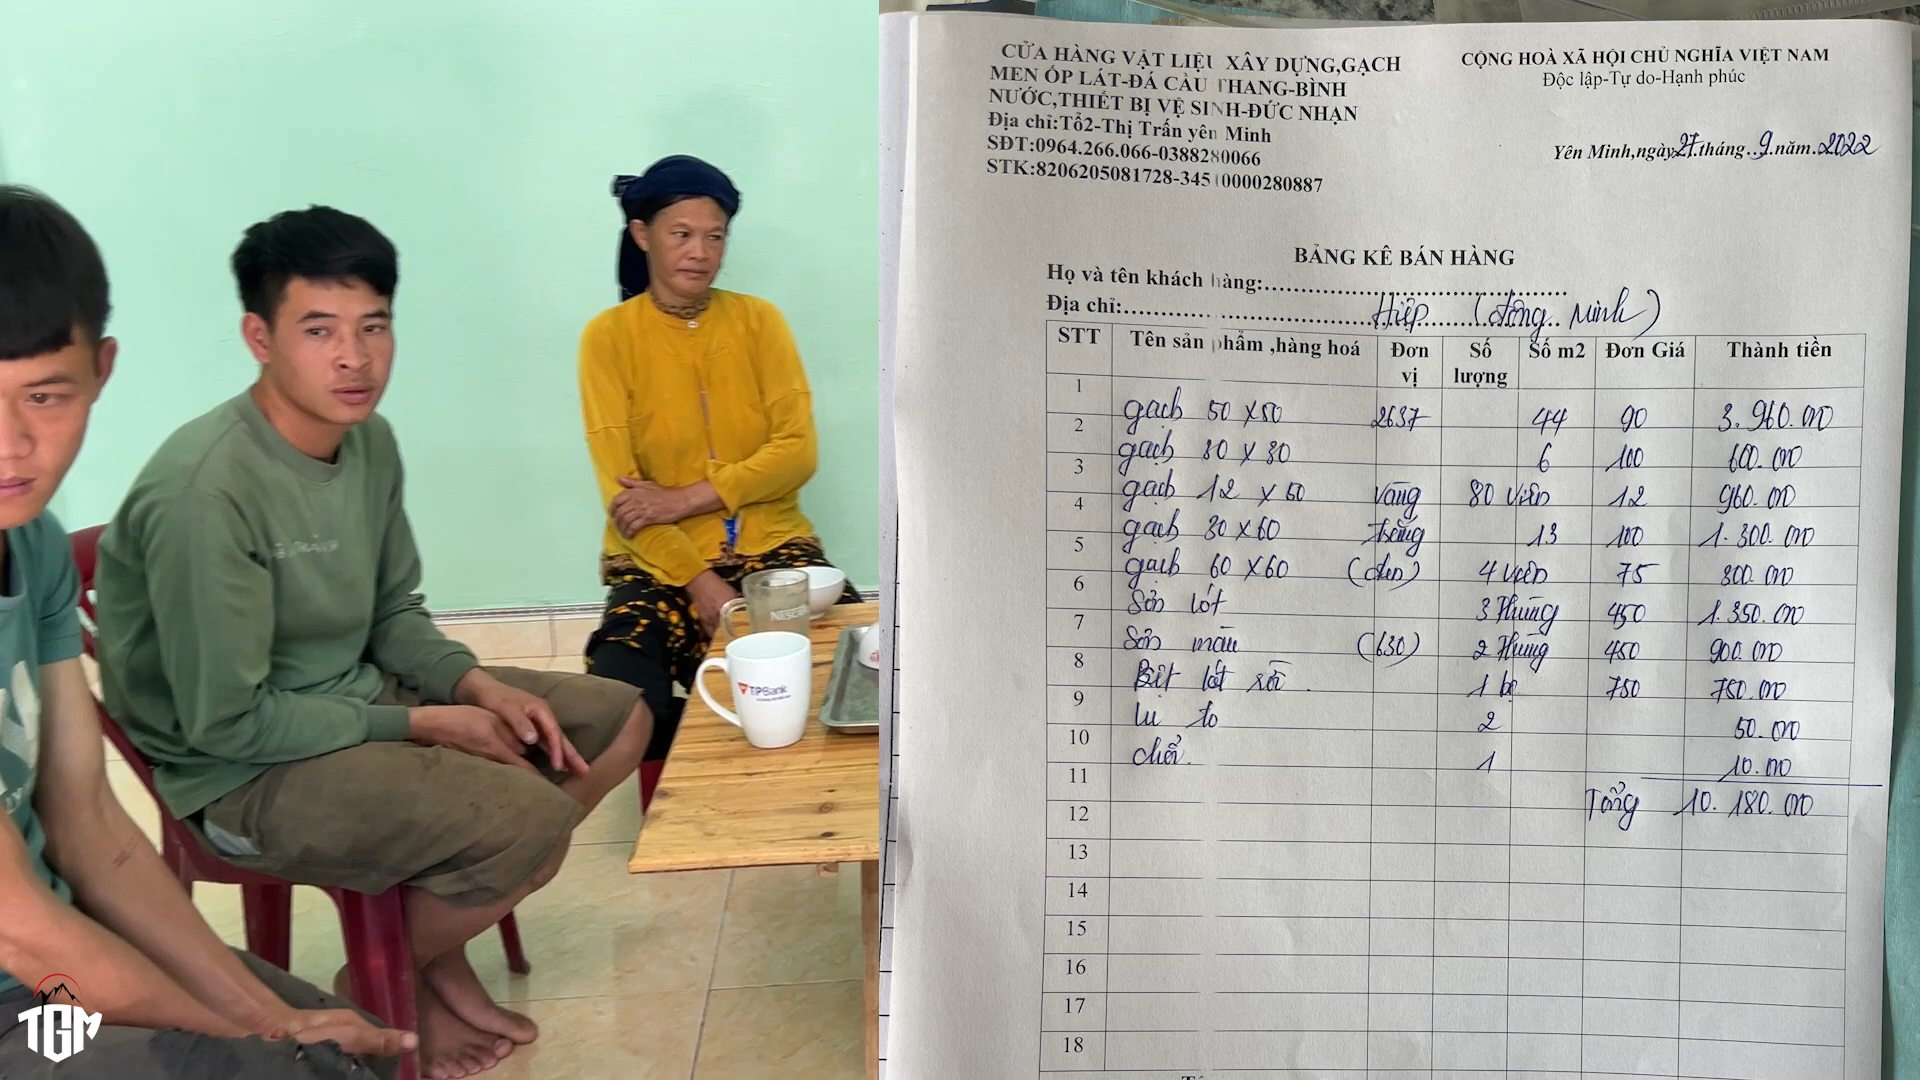 CỬA HÀNG VẬT LIỆU XÂY DỰNG,GẠCH
MEN ỐP LÁT-ĐÁ CẦU THANG-BÌNH
NƯỚC,THIẾT BỊ VỆ SINH-ĐỨC NHẠN
Địa chỉ:Tổ2-Thị Trấn yên Minh
SĐT:0964.266.066-0388280066
STK:8206205081728-34510000280887
CỘNG HOÀ XÃ HỘI CHỦ NGHĨA VIỆT NAM
Độc lập-Tự do-Hạnh phúc
Yên Minh,ngày 27.tháng..9.năm.2022
BẢNG KÊ BÁN HÀNG
Họ và tên khách hàng:
Địa chỉ: Hiệp (đông Minh)
STT Tên sản phẩm ,hàng hoá Đơn vị Số lượng Số m2 Đơn Giá Thành tiền
1 gạch 50 x 50 2637 44 90 3.960.000
2 gạch 30 x 30 6 100 600.000
3 gạch 12 x 50 vàng 80 viên 12 960.000
4 gạch 30 x 60 trắng 13 100 1.300.000
5 gạch 60 x 60 (đen) 4 viên 75 300.000
6 Sơn lót 3 Thùng 450 1.350.000
7 Sơn màu (630) 2 Thùng 450 900.000
8 Bệt 1 bộ 750 750.000
9 lu to 2 50.000
10 chổi. 1 10.000
11 Tổng 10.180.000
12
13
14
15
16
17
18
NESCAFÉ
TPBank
TGM